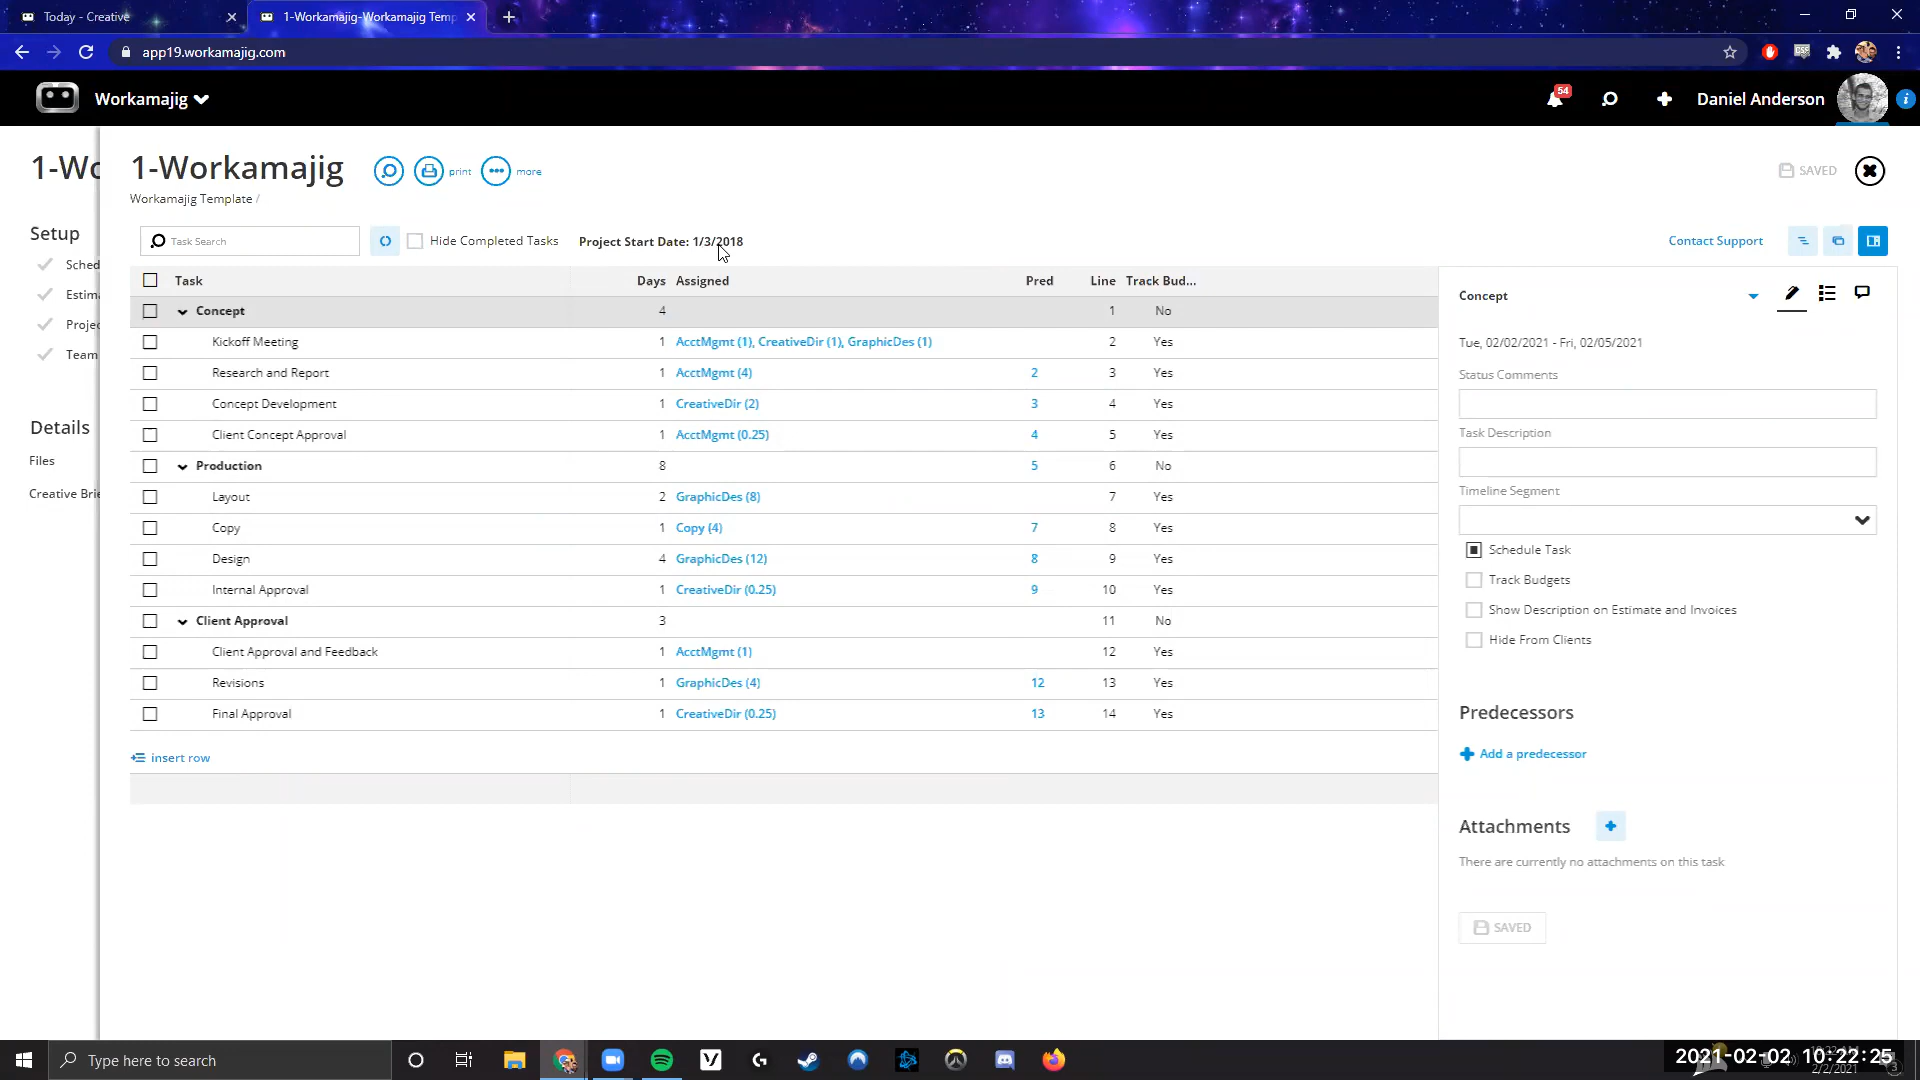 Today - Creative
1-Workamajig-Workamajig Temp
app19.workamajig.com
Workamajig
54
Daniel Anderson
1-Wo
1-Workamajig
print
more
SAVED
Workamajig Template /
Setup
Sched
Estima
Projec
Team
Details
Files
Creative Brie
Task Search
Hide Completed Tasks
Project Start Date: 1/3/2018
Contact Support
Task Days Assigned Pred Line Track Bud...
Concept 4 1 No
Kickoff Meeting 1 AcctMgmt (1), CreativeDir (1), GraphicDes (1) 2 Yes
Research and Report 1 AcctMgmt (4) 2 3 Yes
Concept Development 1 CreativeDir (2) 3 4 Yes
Client Concept Approval 1 AcctMgmt (0.25) 4 5 Yes
Production 8 5 6 No
Layout 2 GraphicDes (8) 7 Yes
Copy 1 Copy (4) 7 8 Yes
Design 4 GraphicDes (12) 8 9 Yes
Internal Approval 1 CreativeDir (0.25) 9 10 Yes
Client Approval 3 11 No
Client Approval and Feedback 1 AcctMgmt (1) 12 Yes
Revisions 1 GraphicDes (4) 12 13 Yes
Final Approval 1 CreativeDir (0.25) 13 14 Yes
insert row
Concept
Tue, 02/02/2021 - Fri, 02/05/2021
Status Comments
Task Description
Timeline Segment
Schedule Task
Track Budgets
Show Description on Estimate and Invoices
Hide From Clients
Predecessors
Add a predecessor
Attachments
There are currently no attachments on this task
SAVED
Type here to search
2021-02-02 10:22:25
2/2/2021